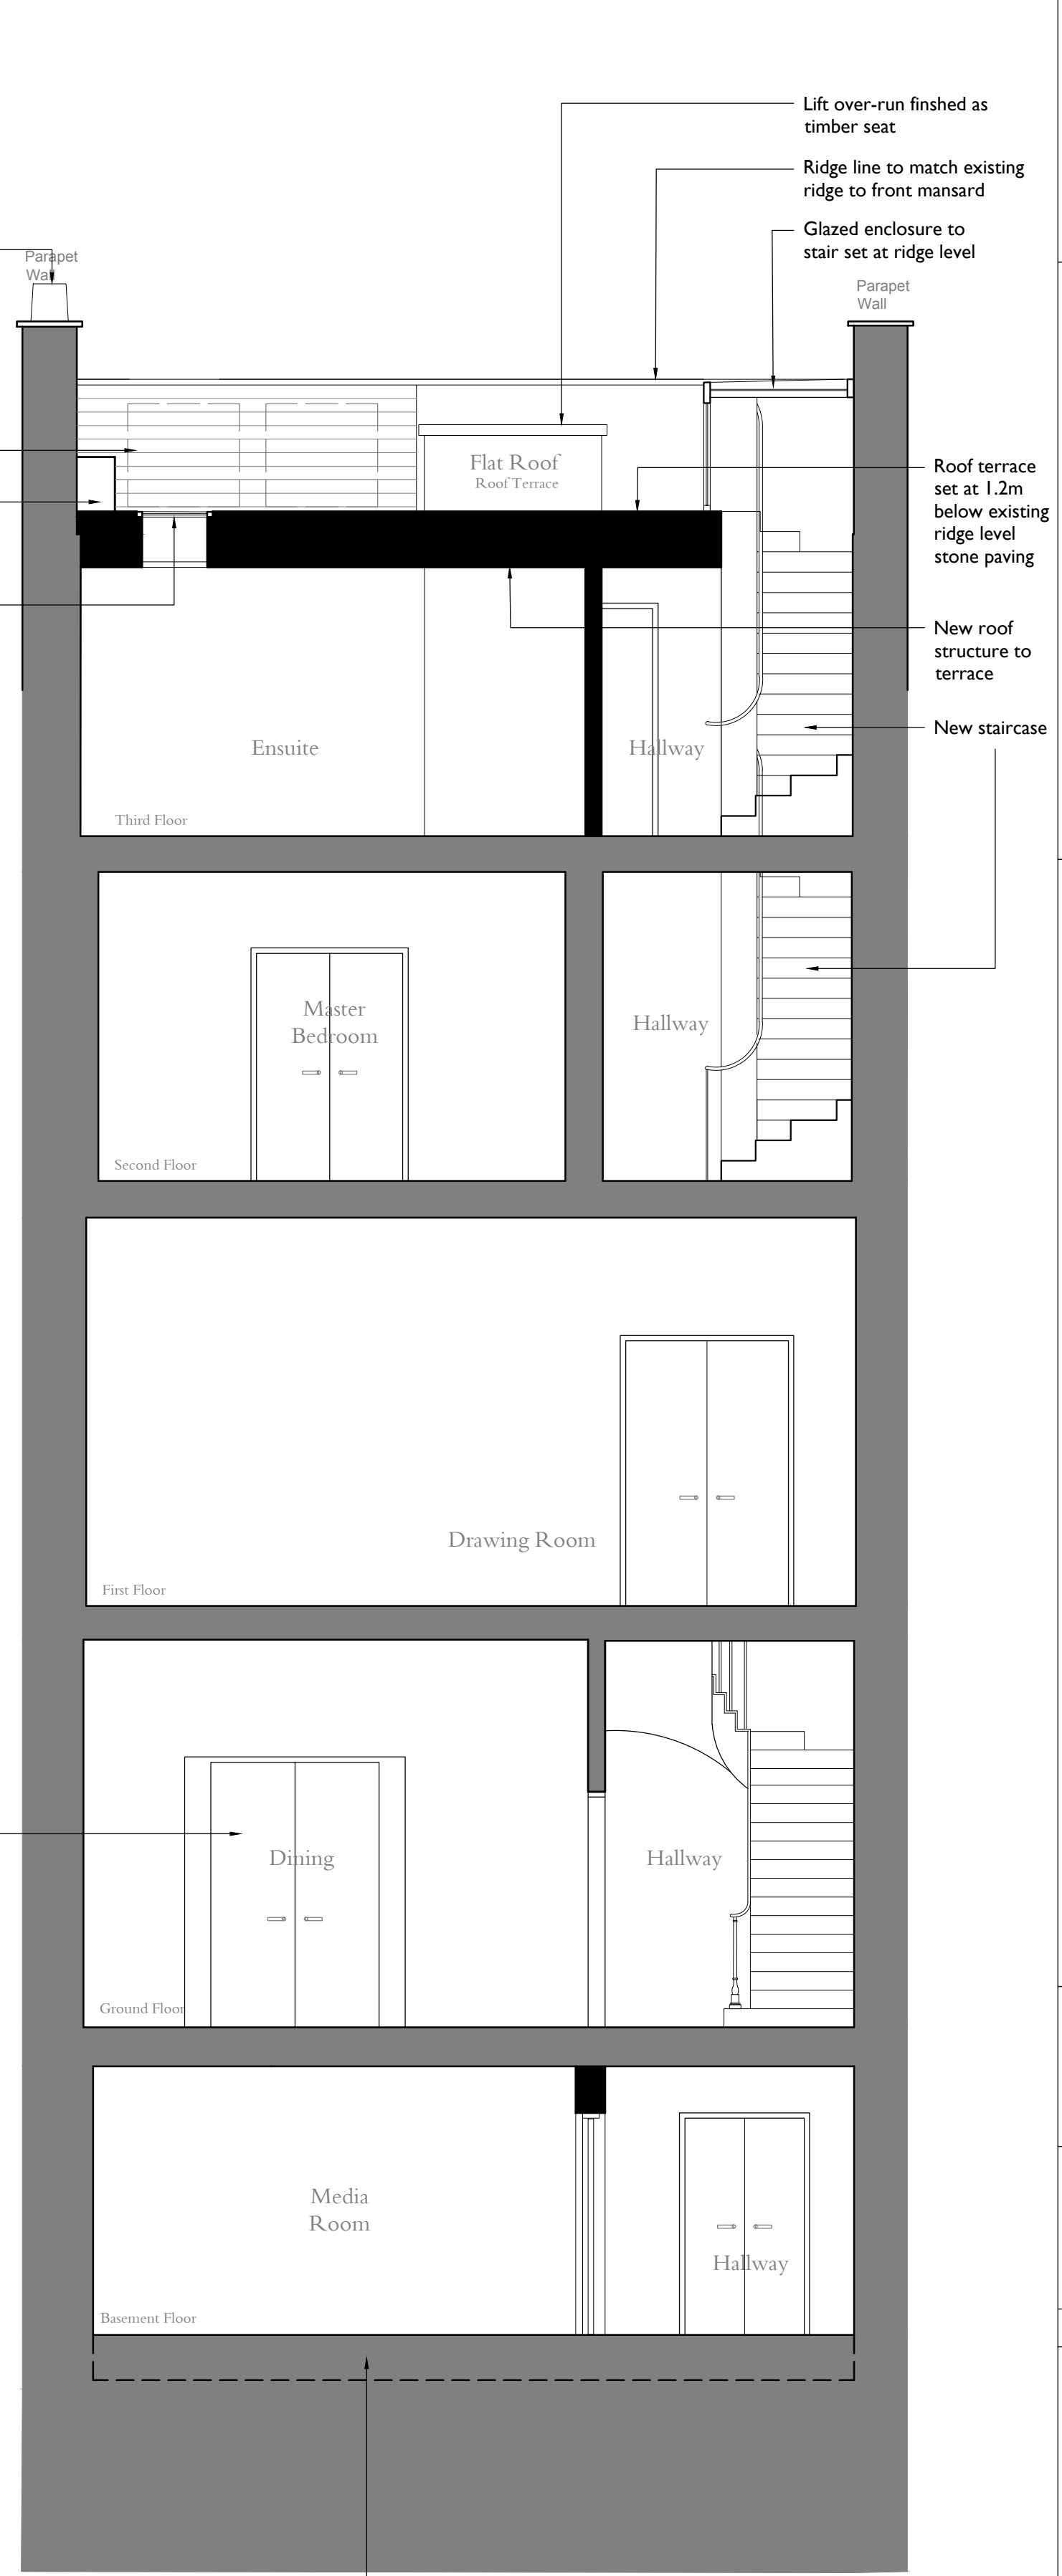 Lift over-run finshed as
timber seat
Ridge line to match existing
ridge to front mansard
Glazed enclosure to
stair set at ridge level
Parapet
Wall
Parapet
Wall
Flat Roof
Roof Terrace
Roof terrace
set at 1.2m
below existing
ridge level
stone paving
New roof
structure to
terrace
New staircase
Ensuite
Hallway
Third Floor
Master
Bedroom
Hallway
Second Floor
Drawing Room
First Floor
Dining
Hallway
Ground Floor
Media
Room
Hallway
Basement Floor